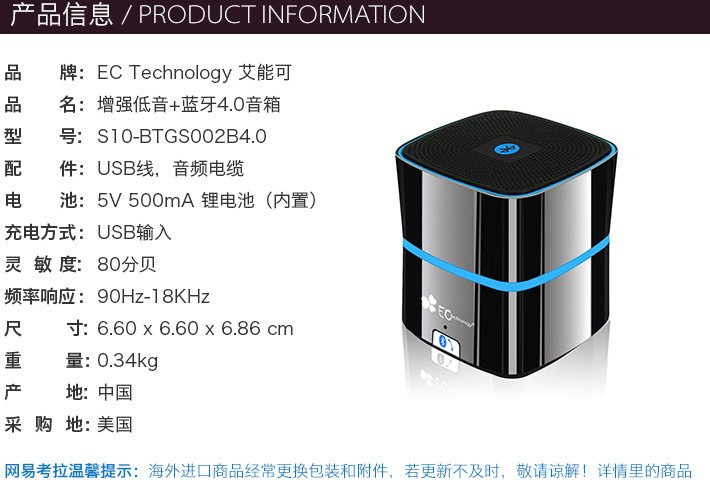 产品信息 / PRODUCT INFORMATION
品 牌: EC Technology 艾能可
品 名: 增强低音+蓝牙4.0音箱
型 号: S10-BTGS002B4.0
配 件: USB线，音频电缆
电 池: 5V 500mA 锂电池（内置）
充电方式: USB输入
灵 敏 度: 80分贝
频率响应: 90Hz-18KHz
尺 寸: 6.60 x 6.60 x 6.86 cm
重 量: 0.34kg
产 地: 中国
采 购 地: 美国
EC technology
网易考拉温馨提示：海外进口商品经常更换包装和附件，若更新不及时，敬请谅解！详情里的商品